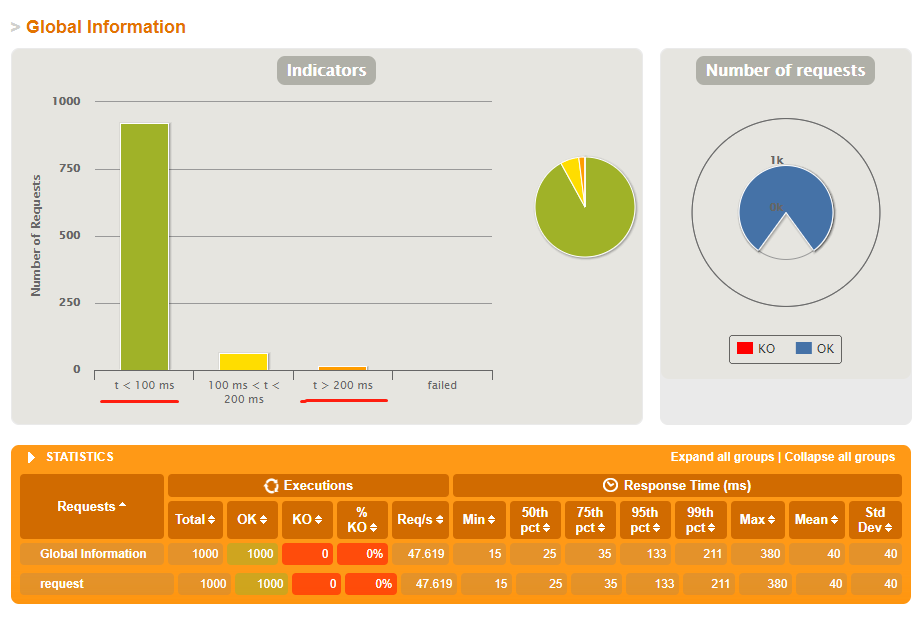 > Global Information
Indicators
Number of Requests
1000
750
500
250
0
t < 100 ms
100 ms < t <
200 ms
t > 200 ms
failed
Number of requests
1k
0k
KO OK
STATISTICS
Expand all groups | Collapse all groups
Executions Response Time (ms)
Requests Total OK KO % KO Req/s Min 50th pct 75th pct 95th pct 99th pct Max Mean Std Dev
Global Information 1000 1000 0 0% 47.619 15 25 35 133 211 380 40 40
request 1000 1000 0 0% 47.619 15 25 35 133 211 380 40 40